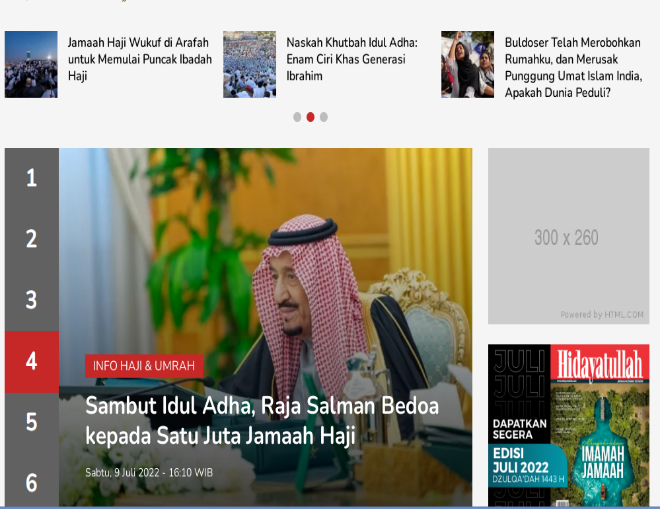 Jamaah Haji Wukuf di Arafah
untuk Memulai Puncak Ibadah
Haji
Naskah Khutbah Idul Adha:
Enam Ciri Khas Generasi
Ibrahim
Buldoser Telah Merobohkan
Rumahku, dan Merusak
Punggung Umat Islam India,
Apakah Dunia Peduli?
1
2
3
4
5
6
INFO HAJI & UMRAH
Sambut Idul Adha, Raja Salman Bedoa
kepada Satu Juta Jamaah Haji
Sabtu, 9 Juli 2022 - 16:10 WIB
300 x 260
Powered by HTML.COM
JULI
Hidayatullah
DAPATKAN
SEGERA
EDISI
JULI 2022
DZULQA'DAH 1443 H
IMAMAH
JAMAAH